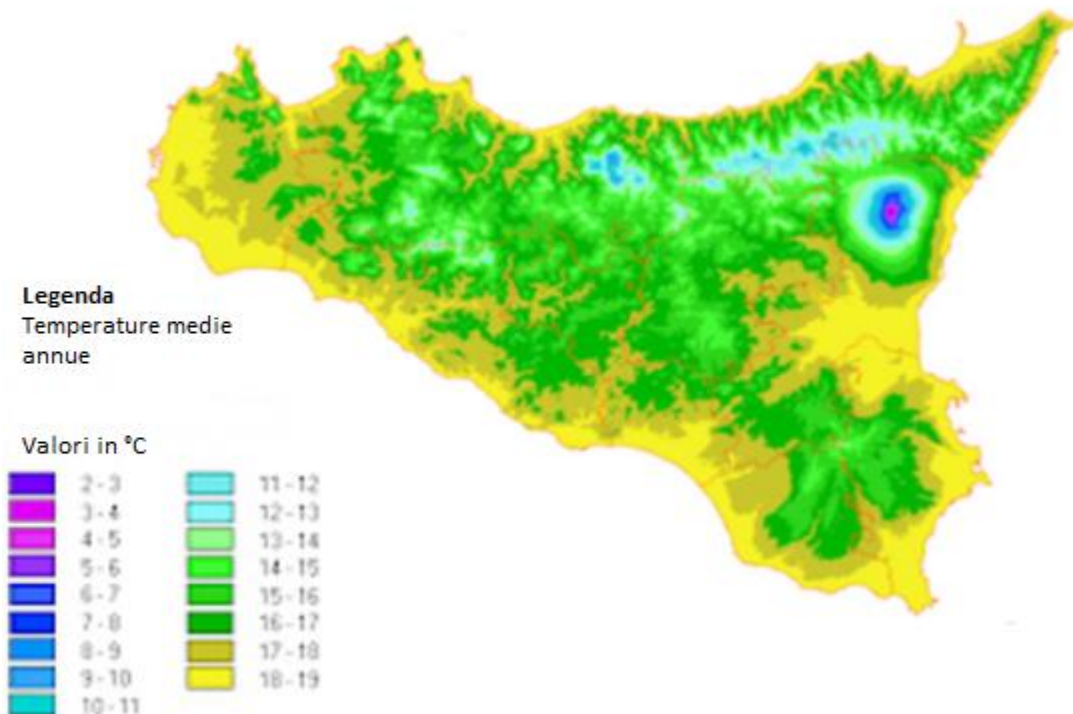 Legenda
Temperature medie
annue
Valori in °C
2 - 3
3 - 4
4 - 5
5 - 6
6 - 7
7 - 8
8 - 9
9 - 10
10 - 11
11 - 12
12 - 13
13 - 14
14 - 15
15 - 16
16 - 17
17 - 18
18 - 19